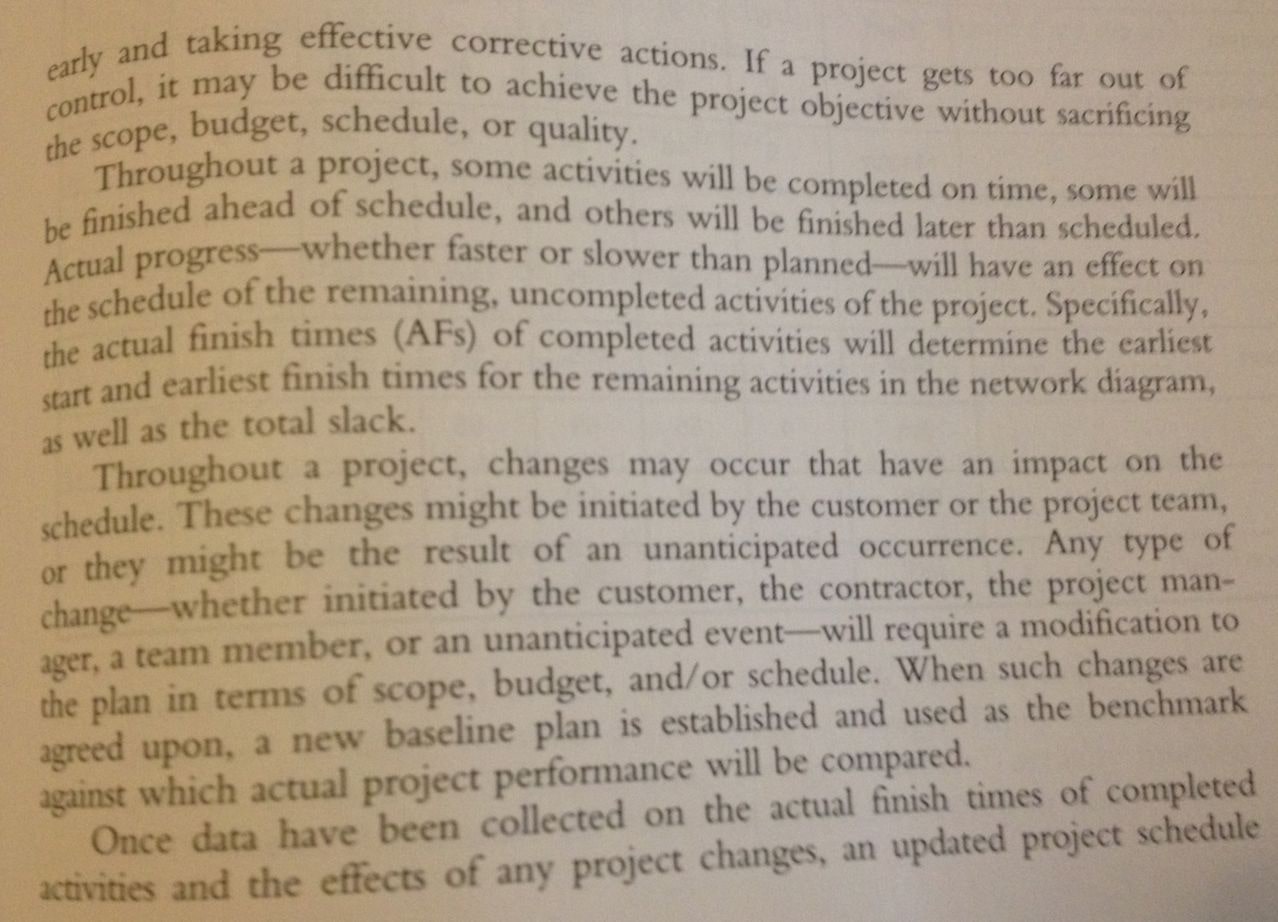 early and taking effective corrective actions. If a project gets too far out of
control, it may be difficult to achieve the project objective without sacrificing
the scope, budget, schedule, or quality.
Throughout a project, some activities will be completed on time, some will
be finished ahead of schedule, and others will be finished later than scheduled.
Actual progress—whether faster or slower than planned—will have an effect on
the schedule of the remaining, uncompleted activities of the project. Specifically,
the actual finish times (AFs) of completed activities will determine the earliest
start and earliest finish times for the remaining activities in the network diagram,
as well as the total slack.
Throughout a project, changes may occur that have an impact on the
schedule. These changes might be initiated by the customer or the project team,
or they might be the result of an unanticipated occurrence. Any type of
change—whether initiated by the customer, the contractor, the project man-
ager, a team member, or an unanticipated event—will require a modification to
the plan in terms of scope, budget, and/or schedule. When such changes are
agreed upon, a new baseline plan is established and used as the benchmark
against which actual project performance will be compared.
Once data have been collected on the actual finish times of completed
activities and the effects of any project changes, an updated project schedule